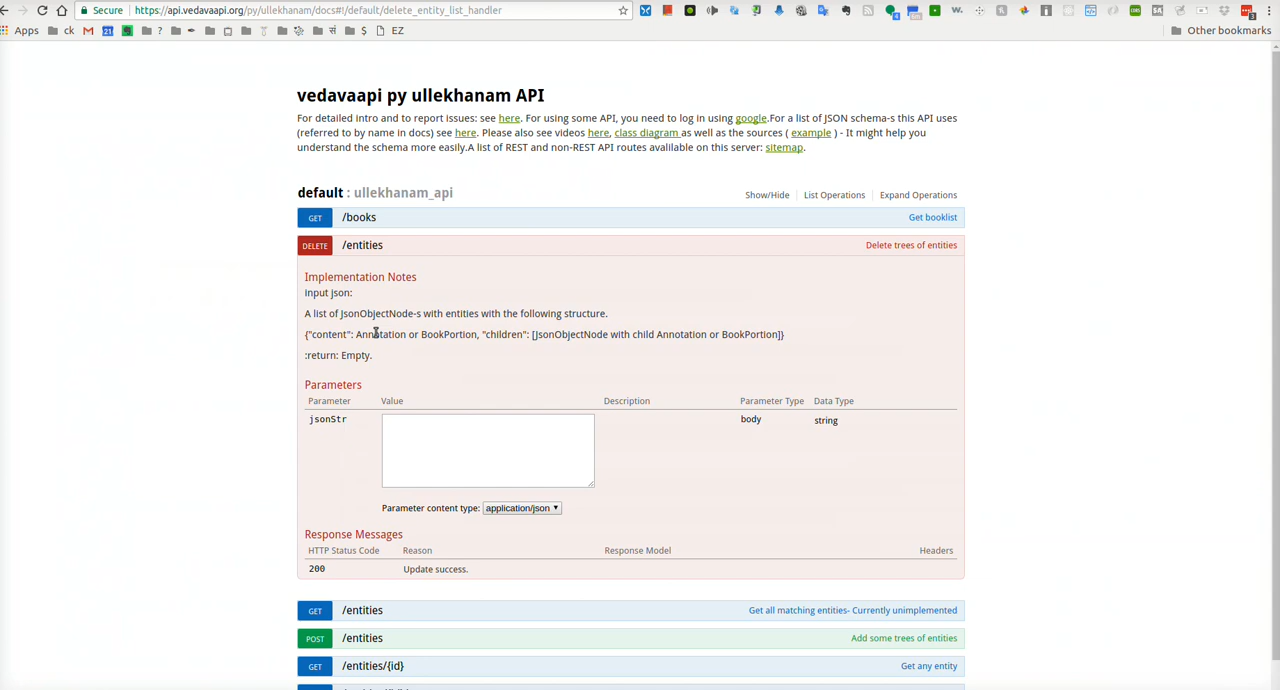 Secure https://api.vedavaapi.org/py/ullekhanam/docs#!/default/delete_entity_list_handler
Apps ck ? सं $ EZ Other bookmarks
vedavaapi py ullekhanam API
For detailed intro and to report issues: see here. For using some API, you need to log in using google.For a list of JSON schema-s this API uses
(referred to by name in docs) see here. Please also see videos here, class diagram as well as the sources ( example ) - It might help you
understand the schema more easily.A list of REST and non-REST API routes avalilable on this server: sitemap.
default : ullekhanam_api Show/Hide List Operations Expand Operations
GET /books Get booklist
DELETE /entities Delete trees of entities
Implementation Notes
Input json:
A list of JsonObjectNode-s with entities with the following structure.
{"content": Annotation or BookPortion, "children": [JsonObjectNode with child Annotation or BookPortion]}
:return: Empty.
Parameters
Parameter Value Description Parameter Type Data Type
jsonStr body string
Parameter content type: application/json
Response Messages
HTTP Status Code Reason Response Model Headers
200 Update success.
GET /entities Get all matching entities- Currently unimplemented
POST /entities Add some trees of entities
GET /entities/{id} Get any entity